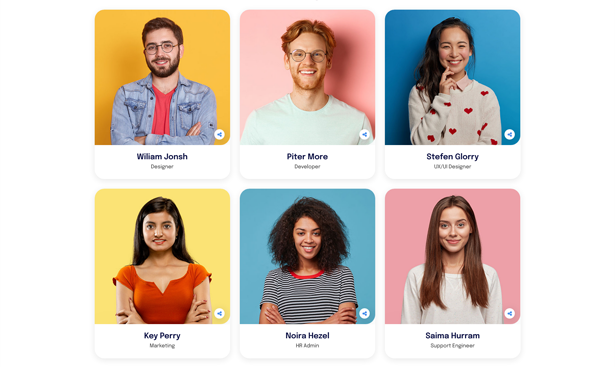 Wiliam Jonsh
Designer
Piter More
Developer
Stefen Glorry
UX/UI Designer
Key Perry
Marketing
Noira Hezel
HR Admin
Saima Hurram
Support Engineer